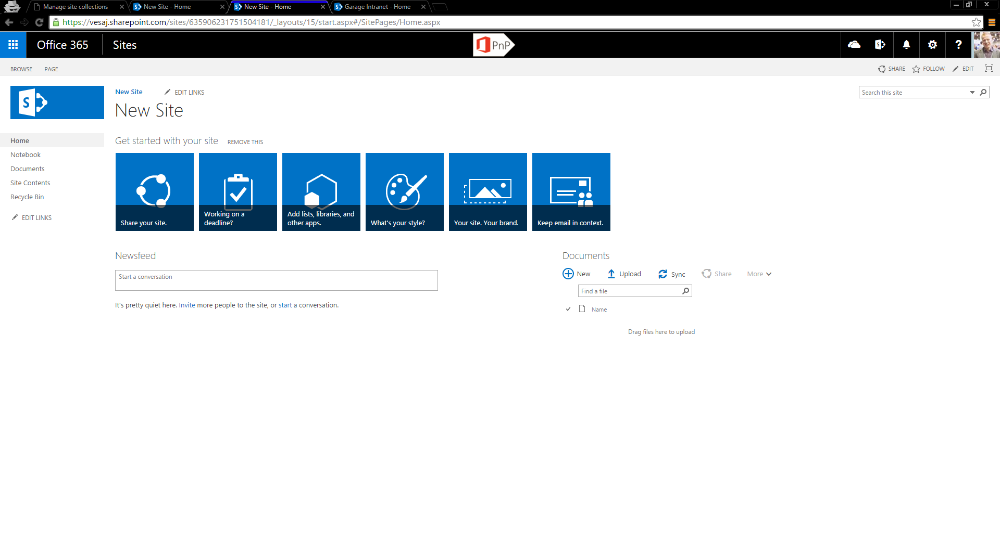 Manage site collections
New Site - Home
New Site - Home
Garage Intranet - Home
https://vesaj.sharepoint.com/sites/635906231751504181/_layouts/15/start.aspx#/SitePages/Home.aspx
Office 365
Sites
PnP
S
BROWSE
PAGE
SHARE
FOLLOW
EDIT
S
New Site
EDIT LINKS
Search this site
New Site
Home
Notebook
Documents
Site Contents
Recycle Bin
EDIT LINKS
Get started with your site
REMOVE THIS
Share your site.
Working on a
deadline?
Add lists, libraries, and
other apps.
What's your style?
Your site. Your brand.
Keep email in context.
Newsfeed
Start a conversation
It's pretty quiet here. Invite more people to the site, or start a conversation.
Documents
New
Upload
Sync
Share
More
Find a file
Name
Drag files here to upload